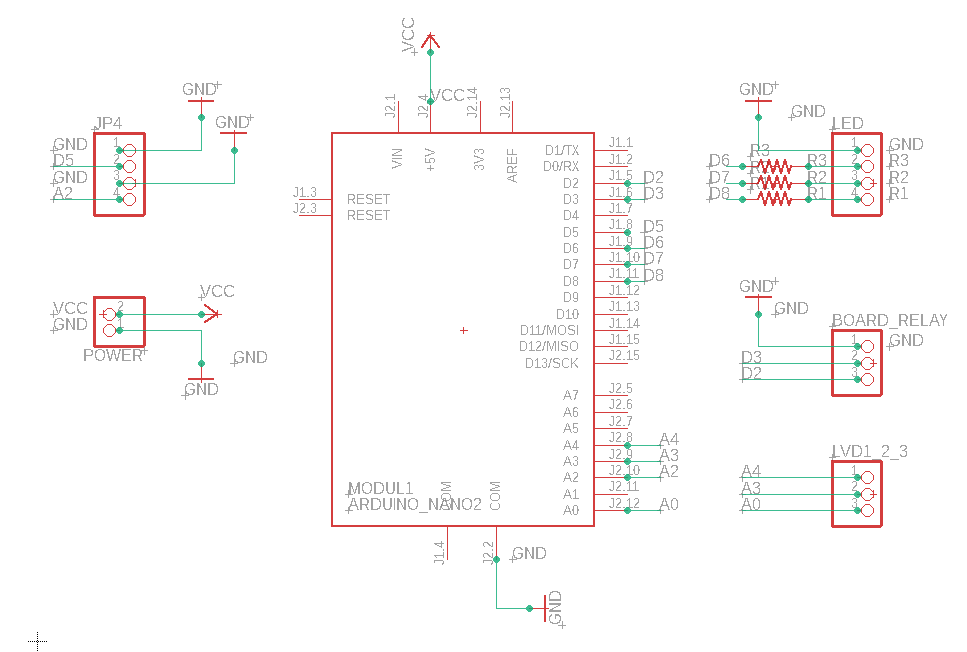 VCC
VCC
J2.1
J2.4
J2.14
J2.13
VIN
+5V
3V3
AREF
GND
GND
JP4
GND
D5
GND
A2
1
2
3
4
VCC
GND
2
1
POWER
VCC
GND
GND
J1.3
J2.3
RESET
RESET
D1/TX J1.1
D0/RX J1.2
D2 J1.5 D2
D3 J1.6 D3
D4 J1.7
D5 J1.8 D5
D6 J1.9 D6
D7 J1.10 D7
D8 J1.11 D8
D9 J1.12
D10 J1.13
D11/MOSI J1.14
D12/MISO J1.15
D13/SCK J2.15
A7 J2.5
A6 J2.6
A5 J2.7
A4 J2.8 A4
A3 J2.9 A3
A2 J2.10 A2
A1 J2.11
A0 J2.12 A0
MODUL1
ARDUINO_NANO2
COM
COM
J1.4
J2.2
GND
GND
GND
GND
LED
R3
1 GND
D6 R3 2 R3
D7 R2 3 R2
D8 R1 4 R1
GND
GND
BOARD_RELAY
1 GND
D3 2
D2 3
LVD1_2_3
A4 1
A3 2
A0 3